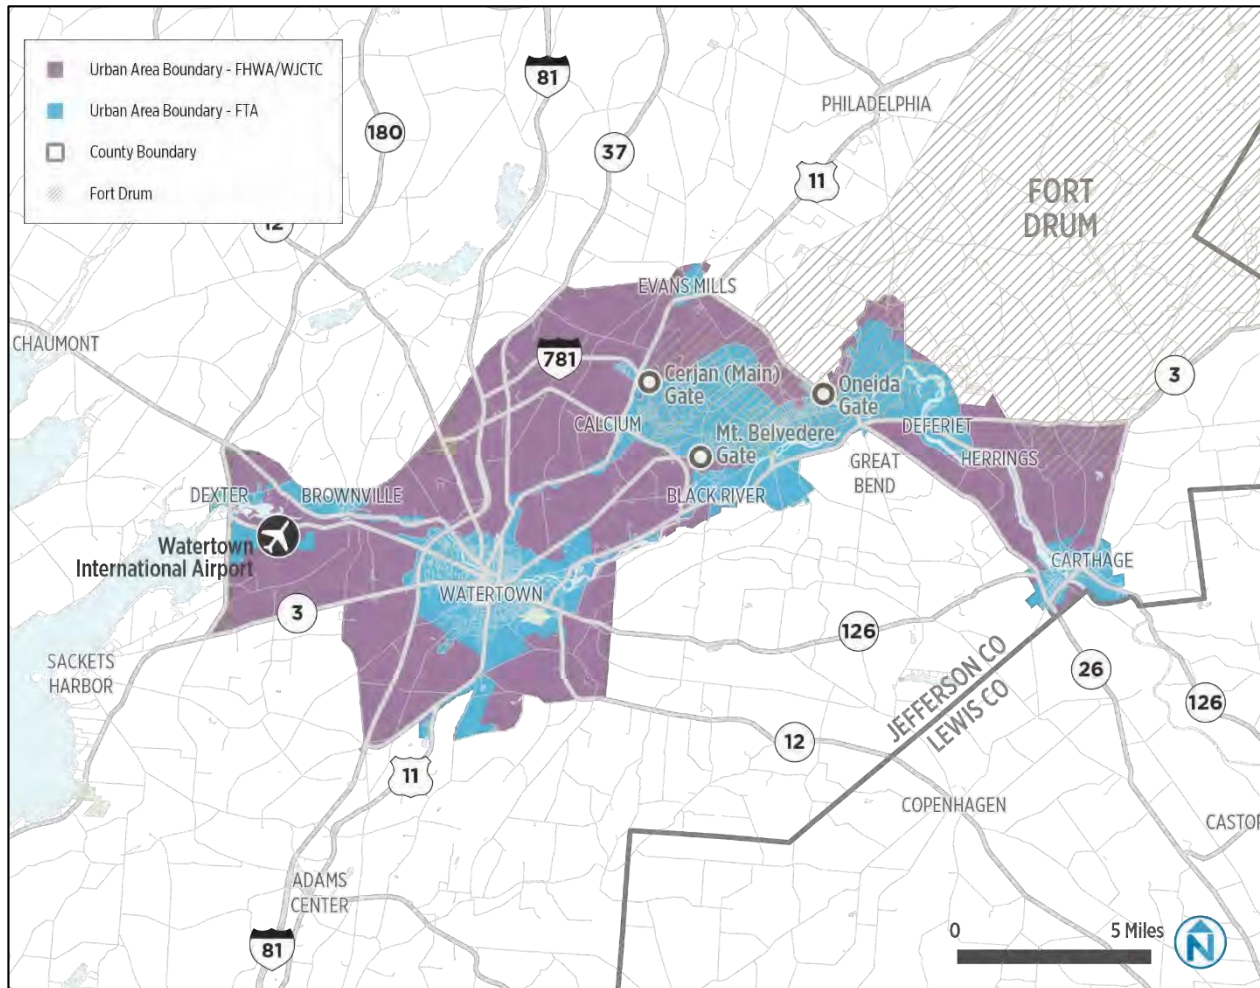 Urban Area Boundary - FHWA/WJCTC
Urban Area Boundary - FTA
County Boundary
Fort Drum
81
180
37
PHILADELPHIA
11
12
FORT
DRUM
EVANS MILLS
CHAUMONT
781
3
Cerjan (Main)
Gate
Oneida
Gate
CALCIUM
Mt. Belvedere
Gate
DEFERIET
HERRINGS
GREAT
BEND
DEXTER
BROWNVILLE
BLACK RIVER
Watertown
International Airport
CARTHAGE
WATERTOWN
3
126
SACKETS
HARBOR
26
JEFFERSON CO
LEWIS CO
126
12
11
COPENHAGEN
CASTOR
ADAMS
CENTER
81
0
5 Miles
N